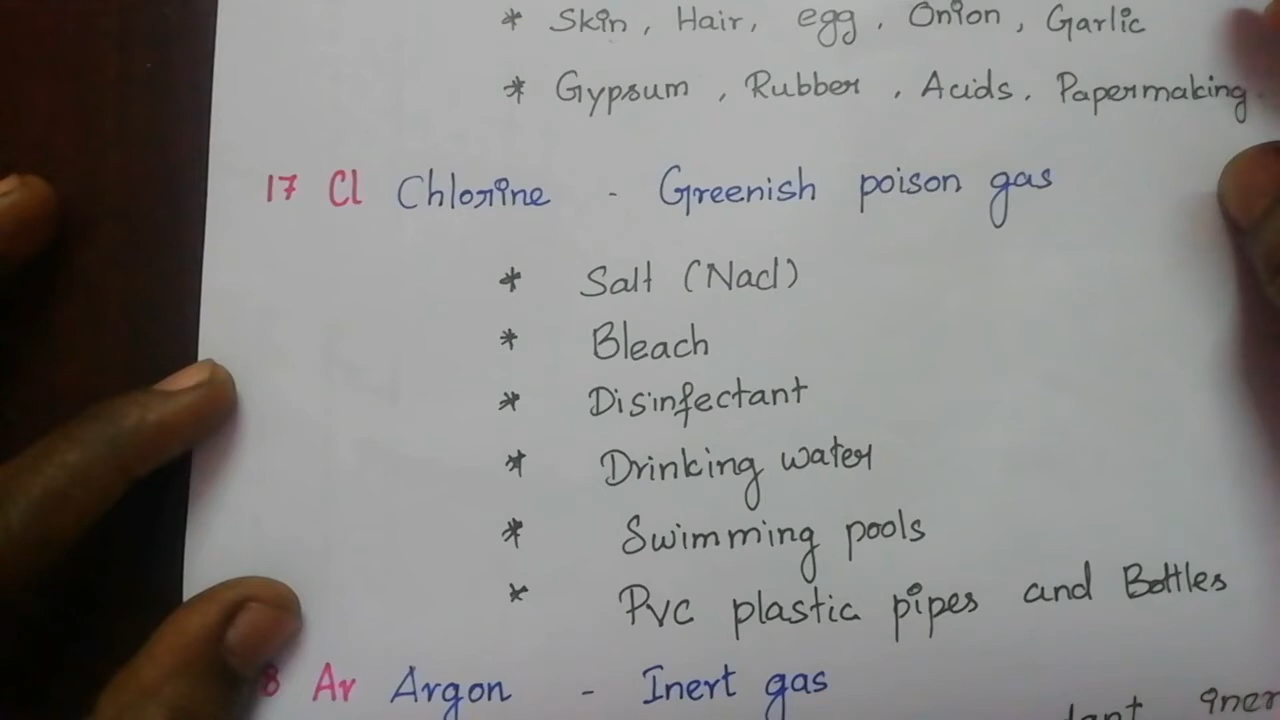 * Skin, Hair, egg, Onion, Garlic
* Gypsum, Rubber, Acids, Papermaking
17 Cl Chlorine - Greenish poison gas
* Salt (Nacl)
* Bleach
* Disinfectant
* Drinking water
* Swimming pools
* PVC plastic pipes and Bottles
8 Ar Argon - Inert gas